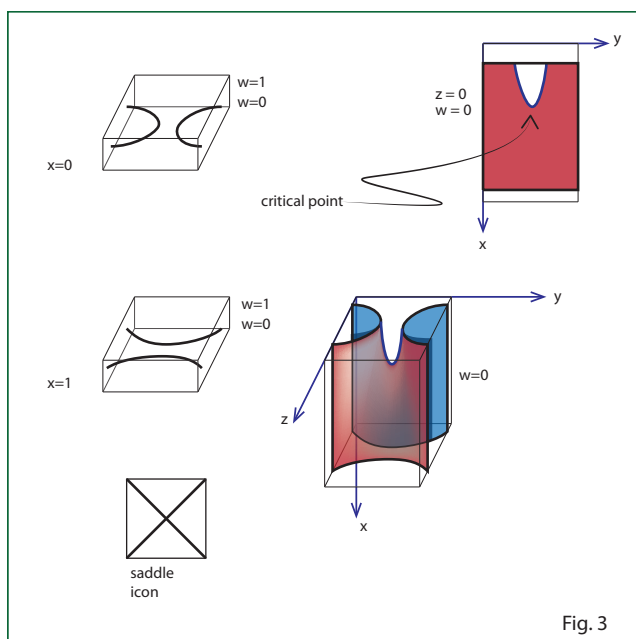 w=1
w=0
x=0
y
z = 0
w = 0
critical point
x
w=1
w=0
x=1
y
w=0
z
x
saddle
icon
Fig. 3